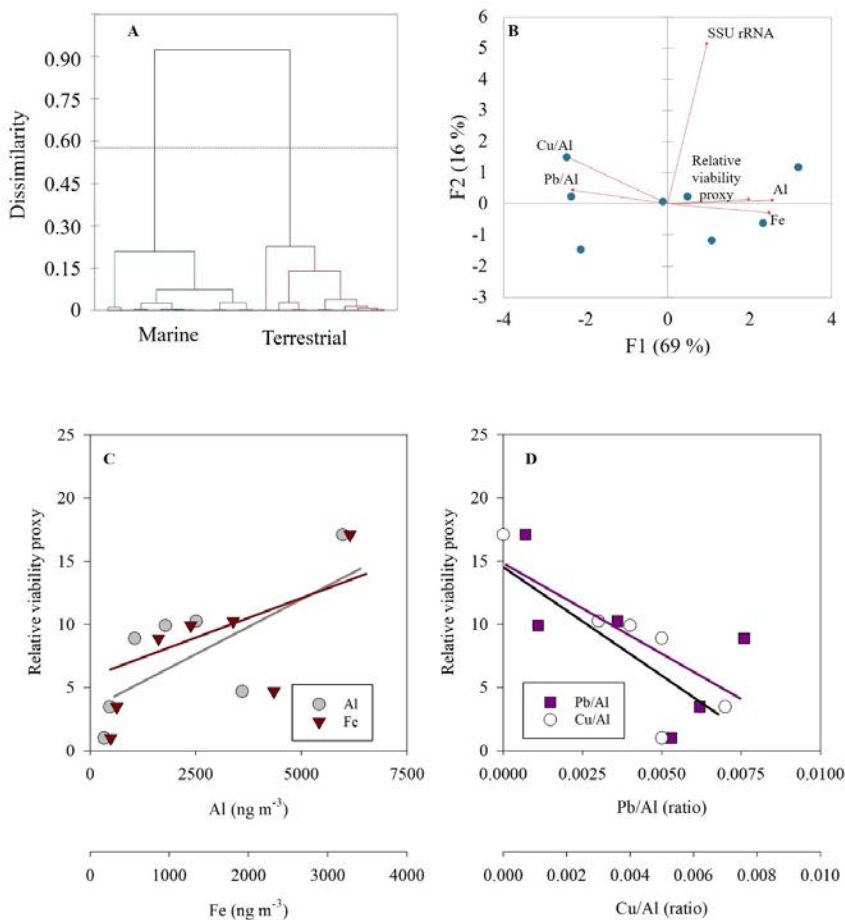 A
Dissimilarity
0.90
0.75
0.60
0.45
0.30
0.15
0
Marine
Terrestrial
B
F2 (16 %)
6
5
4
3
2
1
0
-1
-2
-3
SSU rRNA
Cu/Al
Pb/Al
Relative
viability
proxy
Al
Fe
-4
-2
0
2
4
F1 (69 %)
C
Relative viability proxy
25
20
15
10
5
0
Al
Fe
0
2500
5000
7500
Al (ng m⁻³)
0
1000
2000
3000
4000
Fe (ng m⁻³)
D
Relative viability proxy
25
20
15
10
5
0
Pb/Al
Cu/Al
0.0000
0.0025
0.0050
0.0075
0.0100
Pb/Al (ratio)
0.000
0.002
0.004
0.006
0.008
0.010
Cu/Al (ratio)